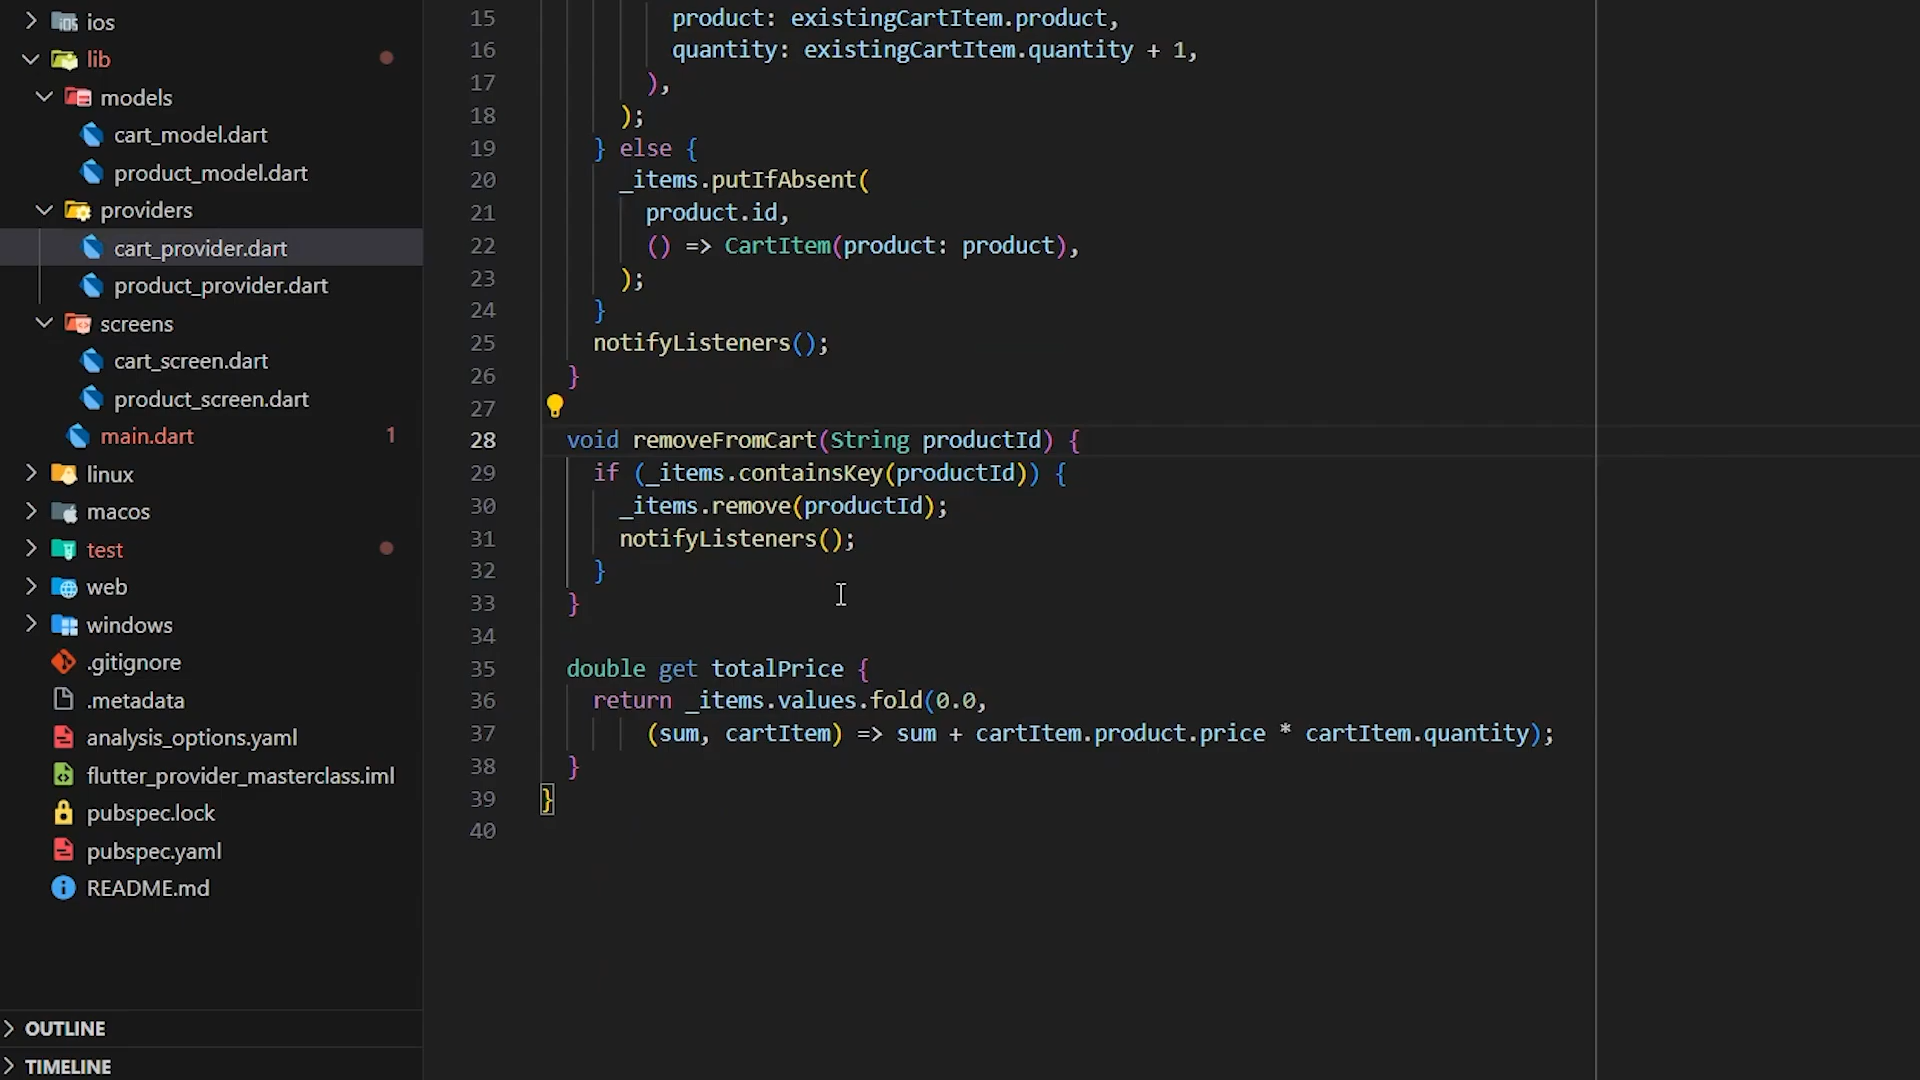 ios
lib
models
cart_model.dart
product_model.dart
providers
cart_provider.dart
product_provider.dart
screens
cart_screen.dart
product_screen.dart
main.dart 1
linux
macos
test
web
windows
.gitignore
.metadata
analysis_options.yaml
flutter_provider_masterclass.iml
pubspec.lock
pubspec.yaml
README.md
OUTLINE
TIMELINE
15 product: existingCartItem.product,
16 quantity: existingCartItem.quantity + 1,
17 ),
18 );
19 } else {
20 _items.putIfAbsent(
21 product.id,
22 () => CartItem(product: product),
23 );
24 }
25 notifyListeners();
26 }
27
28 void removeFromCart(String productId) {
29 if (_items.containsKey(productId)) {
30 _items.remove(productId);
31 notifyListeners();
32 }
33 }
34
35 double get totalPrice {
36 return _items.values.fold(0.0,
37 (sum, cartItem) => sum + cartItem.product.price * cartItem.quantity);
38 }
39 }
40